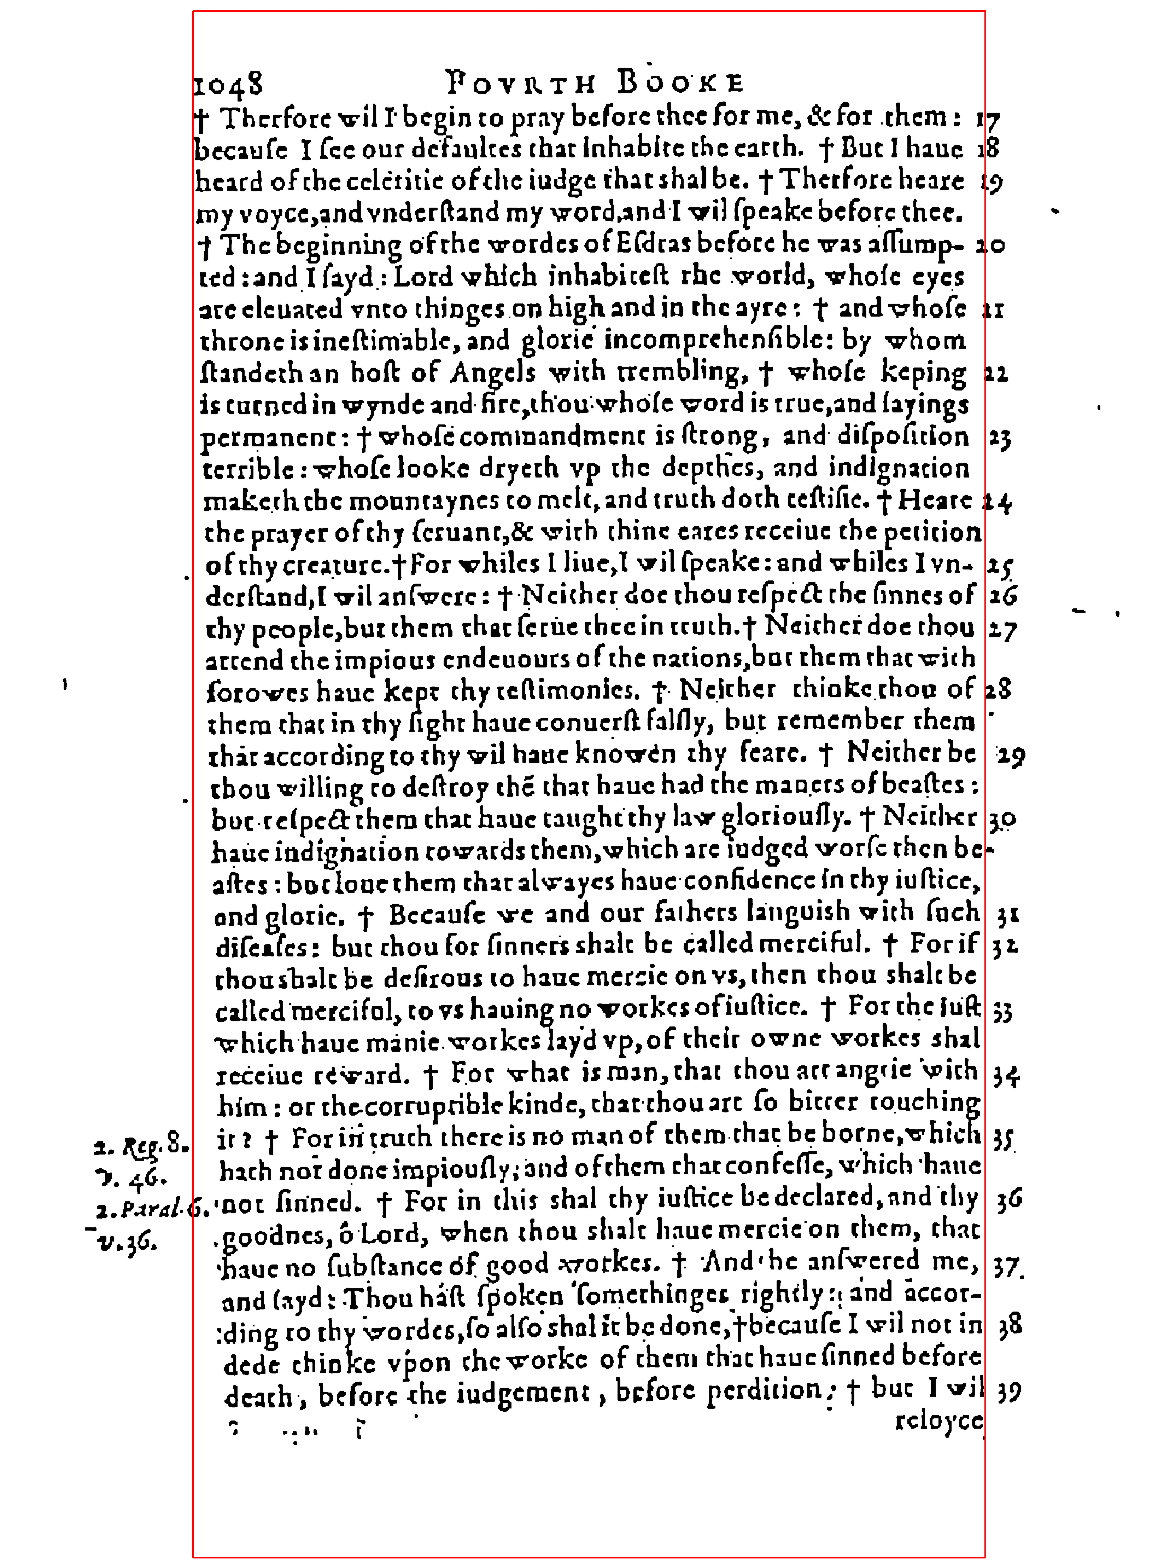 1048 FOVRTH BOOKE
† Therfore wil I begin to pray before thee for me, & for them: 17
becauſe I ſee our defaultes that inhabite the earth. † But I haue 18
heard of the celeritie of the iudge that shal be. † Therfore heare 19
my voyce, and vnderſtand my word, and I wil ſpeake before thee.
† The beginning of the wordes of Eſdras before he was aſſump- 20
ted: and I ſayd: Lord which inhabiteſt the world, whoſe eyes
are eleuated vnto thinges on high and in the ayre: † and whoſe 21
throne is ineſtimable, and glorie incomprehenſible: by whom
ſtandeth an hoſt of Angels with trembling, † whoſe keping 22
is turned in wynde and fire, thou whoſe word is true, and ſayings
permanent: † whoſe commandment is ſtrong, and diſpoſition 23
terrible: whoſe looke dryeth vp the depthes, and indignation
maketh the mountaynes to melt, and truth doth teſtifie. † Heare 24
the prayer of thy ſeruant, & with thine eares receiue the petition
of thy creature. † For whiles I liue, I wil ſpeake: and whiles I vn- 25
derſtand, I wil anſwere: † Neither doe thou reſpect the ſinnes of 26
thy people, but them that ſerue thee in truth. † Neither doe thou 27
attend the impious endeuours of the nations, but them that with
ſorowes haue kept thy teſtimonies. † Neither thinke thou of 28
them that in thy ſight haue conuerſt falſly, but remember them
that according to thy wil haue knowen thy feare. † Neither be 29
thou willing to deſtroy thē that haue had the maners of beaſtes:
but reſpect them that haue taught thy law gloriouſly. † Neither 30
haue indignation towards them, which are iudged worſe then be-
aſtes: but loue them that alwayes haue confidence in thy iuſtice,
and glorie. † Becauſe we and our fathers languish with ſuch 31
diſeaſes: but thou for ſinners shalt be called merciful. † For if 32
thou shalt be deſirous to haue mercie on vs, then thou shalt be
called merciful, to vs hauing no workes of iuſtice. † For the iuſt 33
which haue manie workes layd vp, of their owne workes shal
receiue reward. † For what is man, that thou art angrie with 34
him: or the corruptible kinde, that thou art ſo bitter touching
2. Reg. 8. it? † For in truth there is no man of them that be borne, which 35
v. 46. hath not done impiouſly, and of them that confeſſe, which haue
2. Paral. 6. not ſinned. † For in this shal thy iuſtice be declared, and thy 36
v. 36. goodnes, ô Lord, when thou shalt haue mercie on them, that
haue no ſubſtance of good workes. † And he anſwered me, 37
and ſayd: Thou haſt ſpoken ſomethinges rightly: and accor-
ding to thy wordes, ſo alſo shal it be done, † becauſe I wil not in 38
dede thinke vpon the worke of them that haue ſinned before
death, before the iudgement, before perdition: † but I wil 39
reioyce